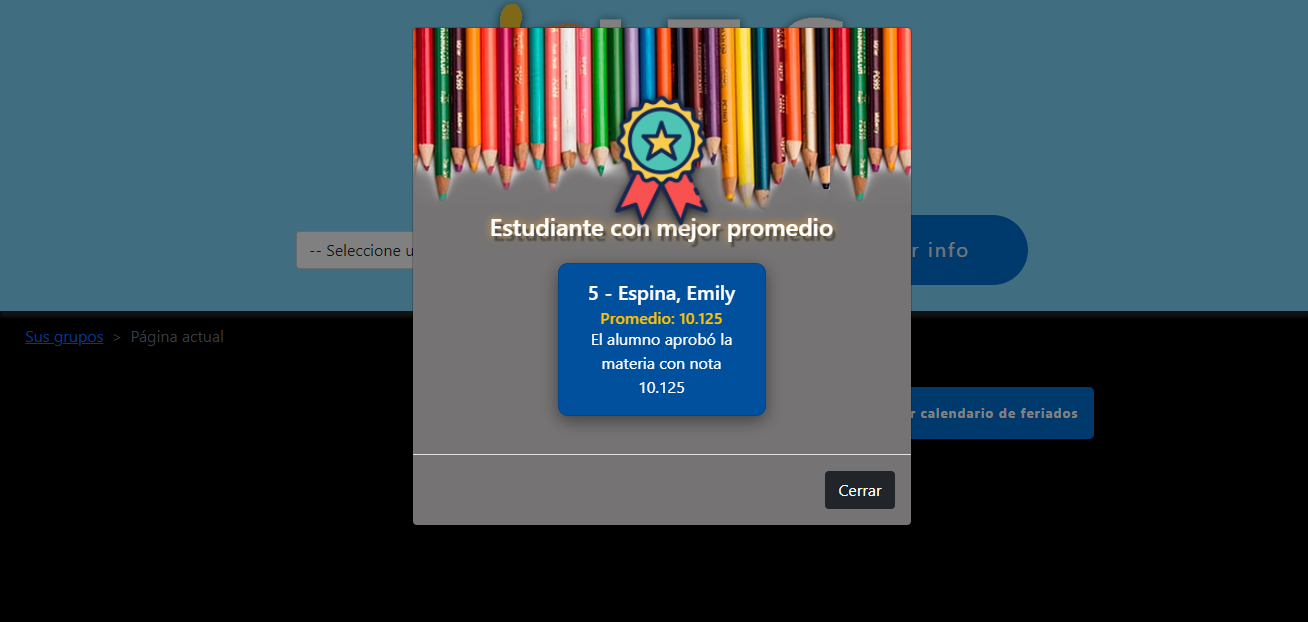 Estudiante con mejor promedio
-- Seleccione u
r info
5 - Espina, Emily
Promedio: 10.125
El alumno aprobó la
materia con nota
10.125
Sus grupos > Página actual
r calendario de feriados
Cerrar